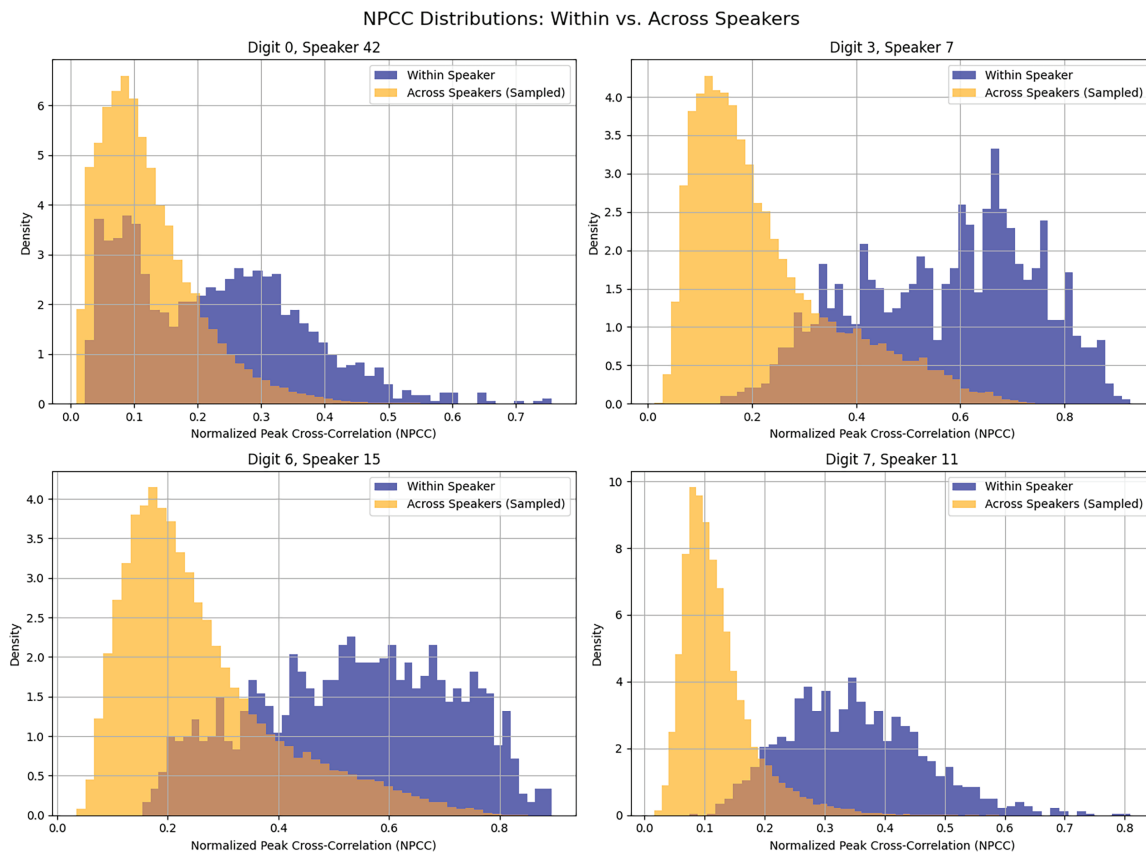 NPCC Distributions: Within vs. Across Speakers
Digit 0, Speaker 42
Within Speaker
Across Speakers (Sampled)
Density
0
1
2
3
4
5
6
0.0 0.1 0.2 0.3 0.4 0.5 0.6 0.7
Normalized Peak Cross-Correlation (NPCC)
Digit 3, Speaker 7
Within Speaker
Across Speakers (Sampled)
Density
4.0
3.5
3.0
2.5
2.0
1.5
1.0
0.5
0.0
0.2 0.4 0.6 0.8
Normalized Peak Cross-Correlation (NPCC)
Digit 6, Speaker 15
Within Speaker
Across Speakers (Sampled)
Density
4.0
3.5
3.0
2.5
2.0
1.5
1.0
0.5
0.0
0.0 0.2 0.4 0.6 0.8
Normalized Peak Cross-Correlation (NPCC)
Digit 7, Speaker 11
Within Speaker
Across Speakers (Sampled)
Density
10
8
6
4
2
0
0.0 0.1 0.2 0.3 0.4 0.5 0.6 0.7 0.8
Normalized Peak Cross-Correlation (NPCC)